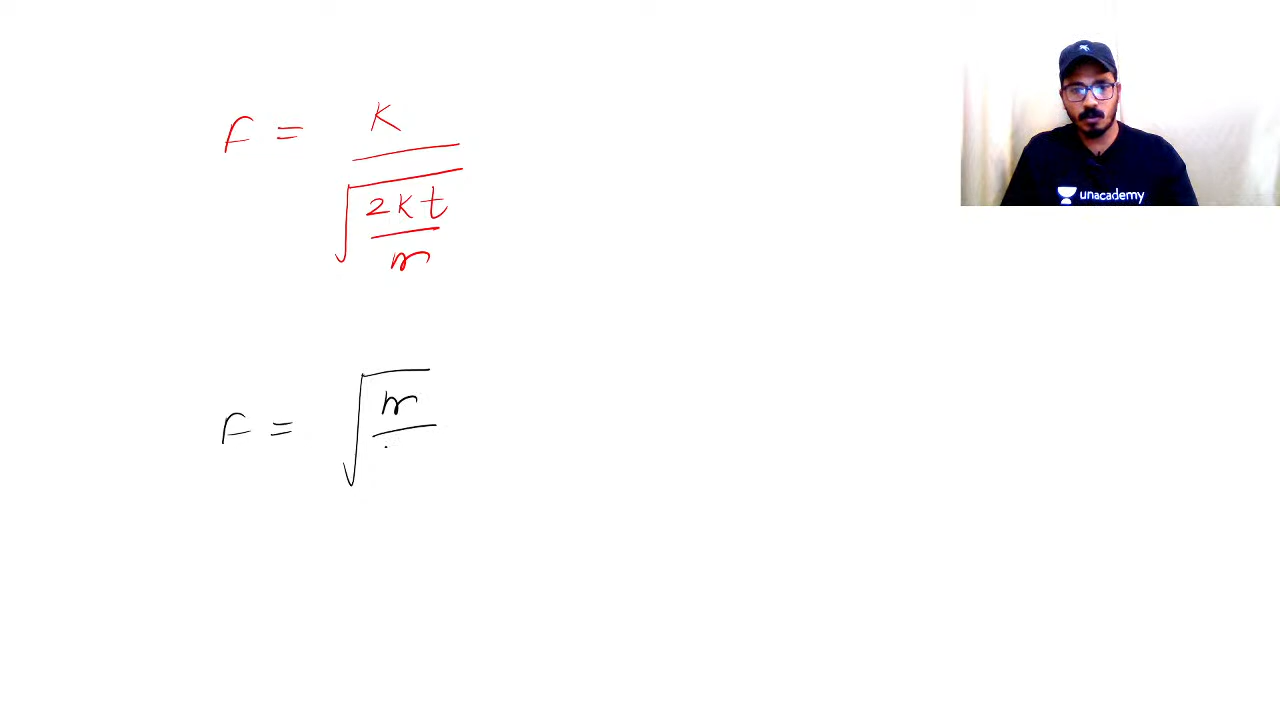 F = K / √(2Kt / m)
unacademy
F = √(m /